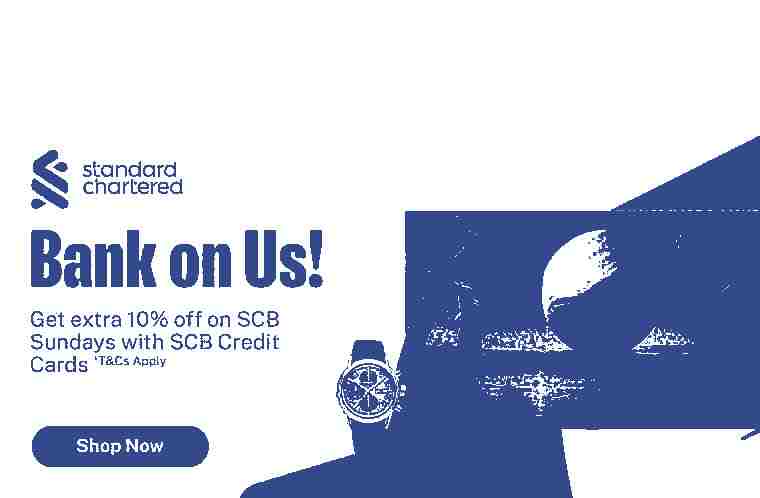 standard
chartered
Bank on Us!
Get extra 10% off on SCB
Sundays with SCB Credit
Cards *T&Cs Apply
Shop Now